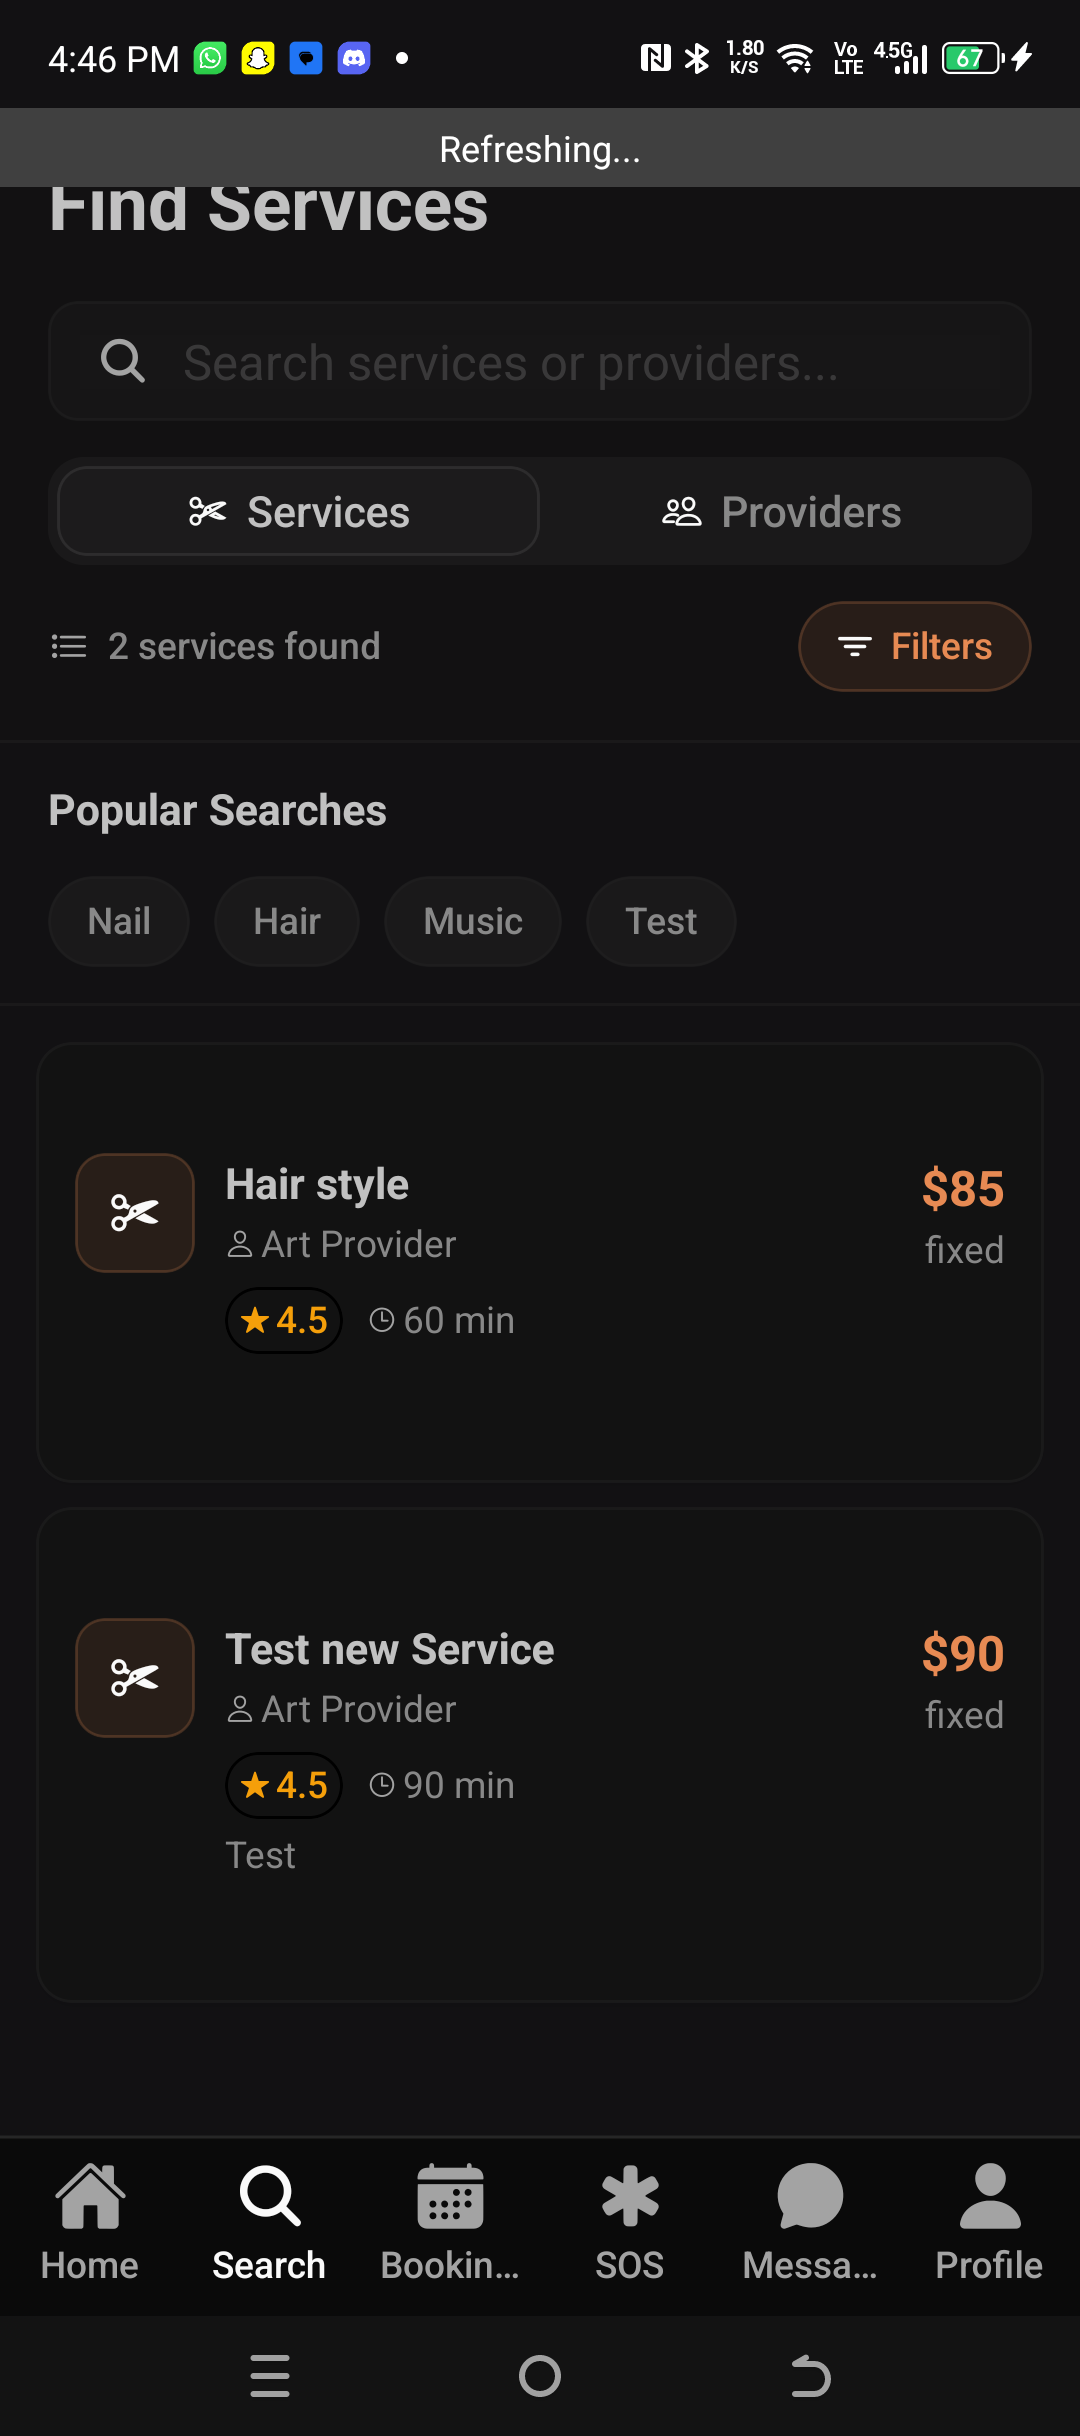 4:46 PM
1.80 K/S
Vo LTE
4.5G
67
Refreshing...
Find Services
Search services or providers...
Services
Providers
2 services found
Filters
Popular Searches
Nail
Hair
Music
Test
Hair style
$85
Art Provider
fixed
4.5
60 min
Test new Service
$90
Art Provider
fixed
4.5
90 min
Test
Home
Search
Bookin...
SOS
Messa...
Profile